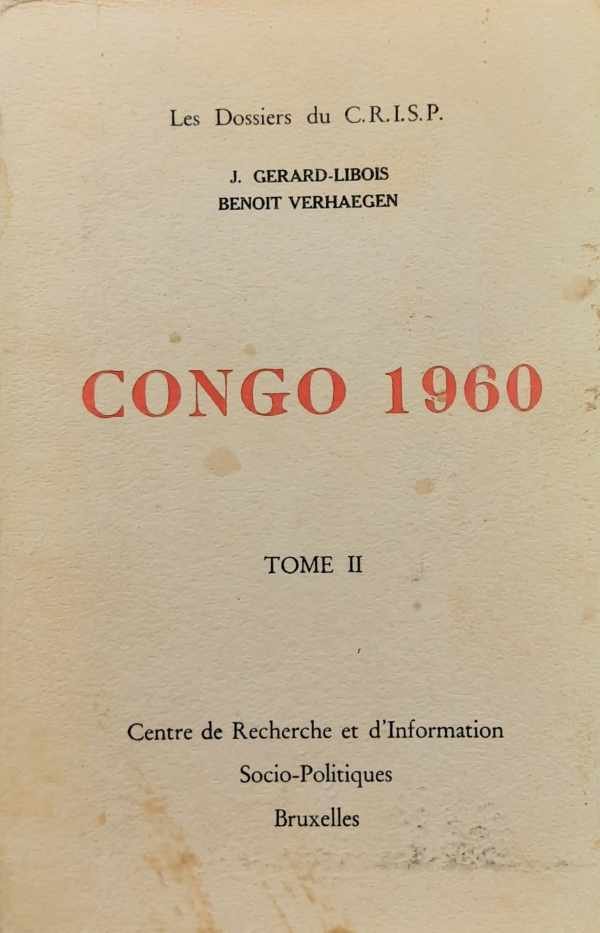 Les Dossiers du C.R.I.S.P.
J. GERARD-LIBOIS
BENOIT VERHAEGEN
CONGO 1960
TOME II
Centre de Recherche et d'Information
Socio-Politiques
Bruxelles